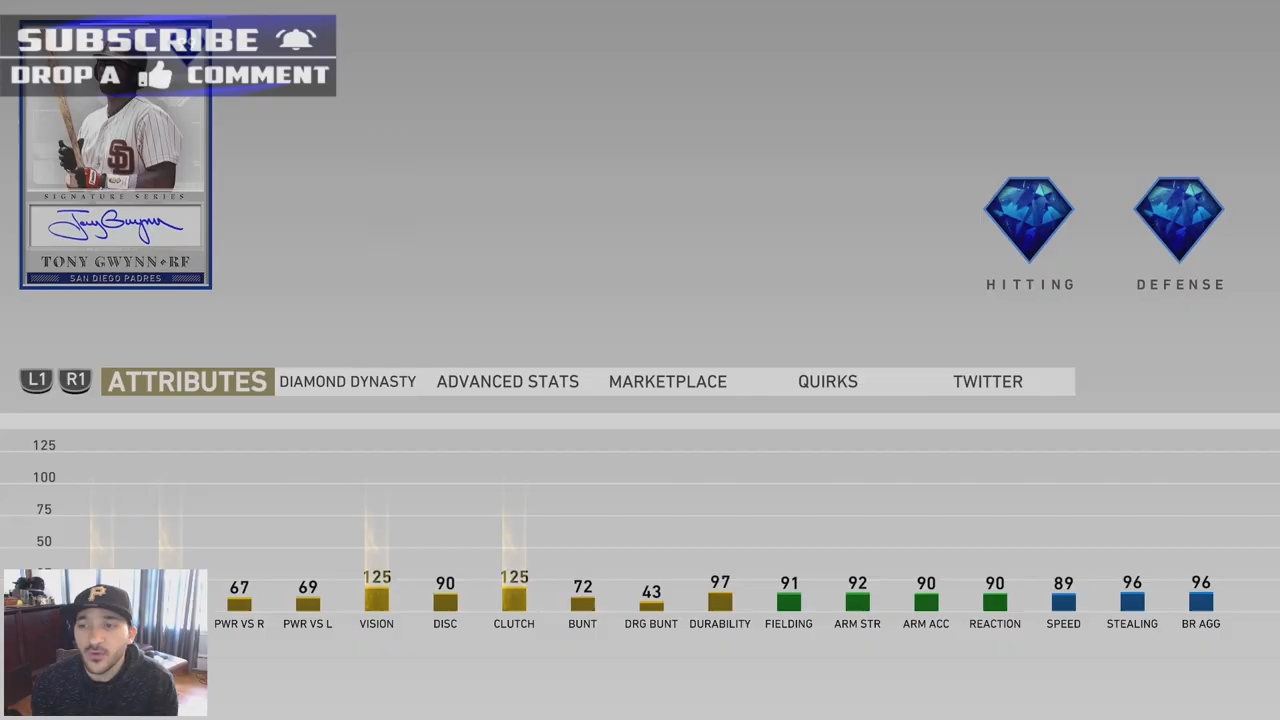 SUBSCRIBE
DROP A COMMENT
SD
SIGNATURE SERIES
Tony Gwynn
TONY GWYNN RF
SAN DIEGO PADRES
HITTING DEFENSE
L1 R1 ATTRIBUTES DIAMOND DYNASTY ADVANCED STATS MARKETPLACE QUIRKS TWITTER
125
100
75
50
67 69 125 90 125 72 43 97 91 92 90 90 89 96 96
PWR VS R PWR VS L VISION DISC CLUTCH BUNT DRG BUNT DURABILITY FIELDING ARM STR ARM ACC REACTION SPEED STEALING BR AGG
P